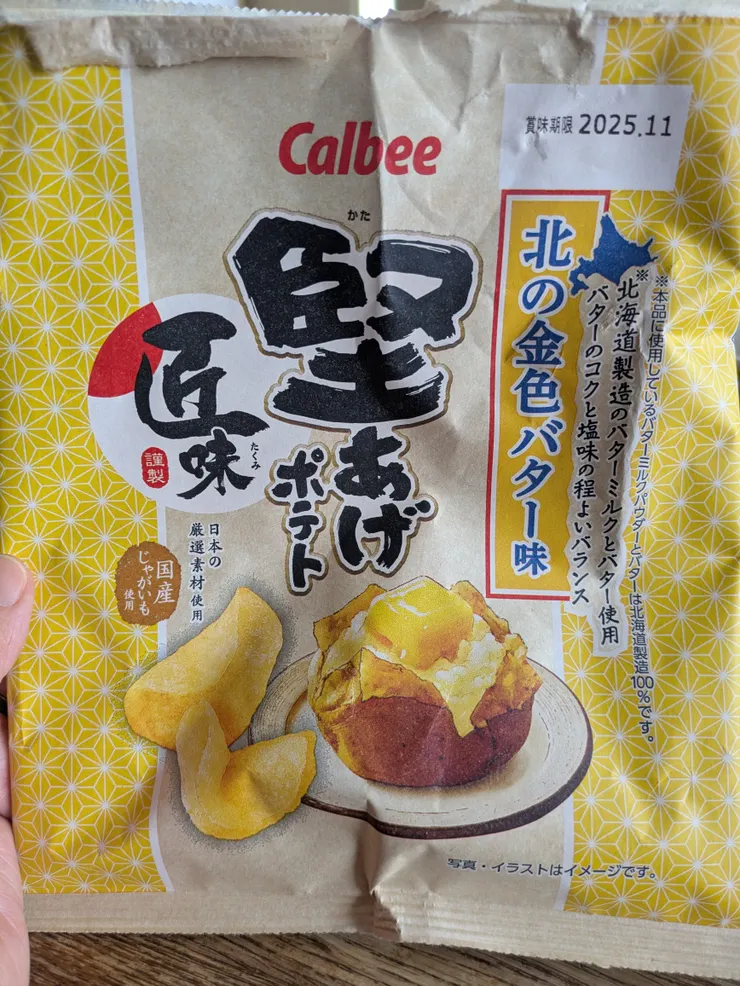 Calbee
賞味期限 2025.11
かた
堅あげ
ポテト
匠味
たくみ
謹製
北の金色バター味
※北海道製造のバターミルクとバター使用
バターのコクと塩味の程よいバランス
※本品に使用しているバターミルクパウダーとバターは北海道製造100%です。
日本の
厳選素材使用
国産
じゃがいも
使用
写真・イラストはイメージです。